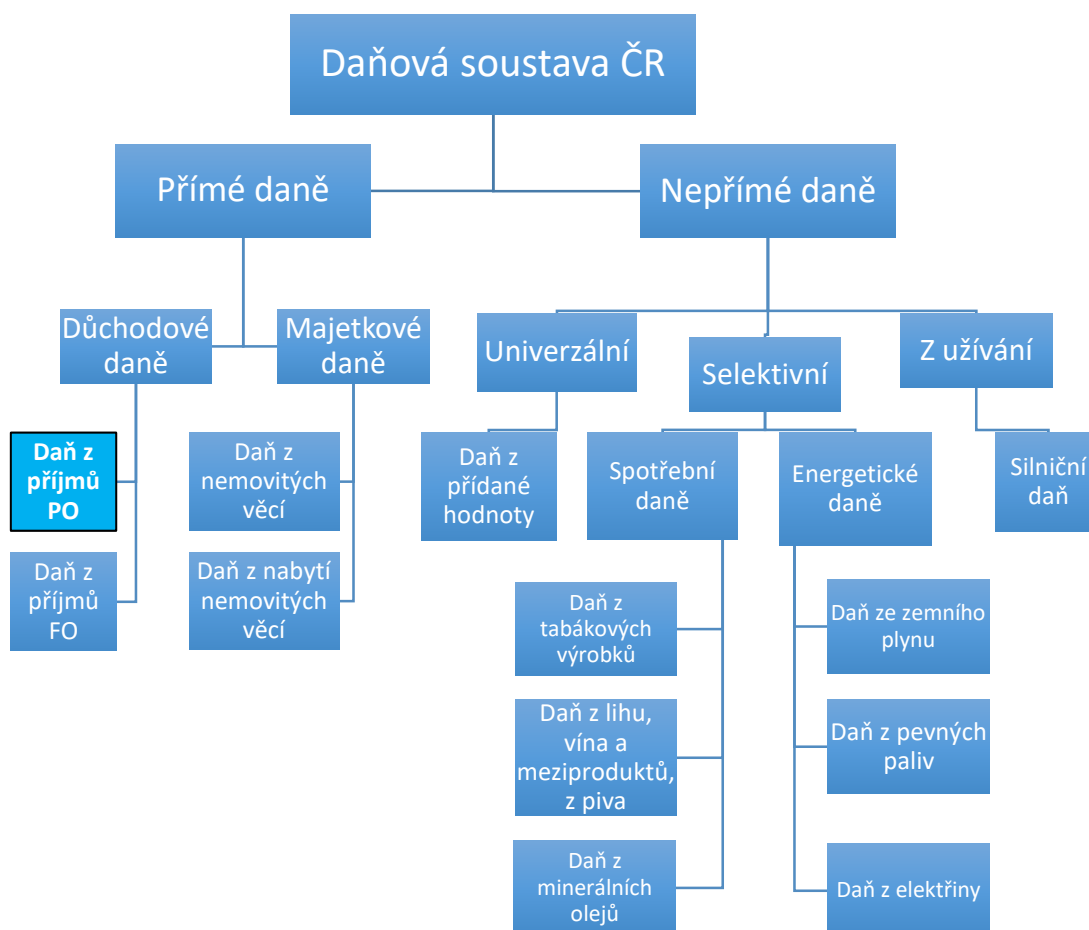 Daňová soustava ČR
Přímé daně
Nepřímé daně
Důchodové
daně
Majetkové
daně
Univerzální
Selektivní
Z užívání
Daň z
příjmů
PO
Daň z
příjmů
FO
Daň z
nemovitých
věcí
Daň z nabytí
nemovitých
věcí
Daň z
přídané
hodnoty
Spotřební
daně
Energetické
daně
Silniční
daň
Daň z
tabákových
výrobků
Daň z lihu,
vína a
meziproduktů,
z piva
Daň z
minerálních
olejů
Daň ze zemního
plynu
Daň z pevných
paliv
Daň z elektřiny